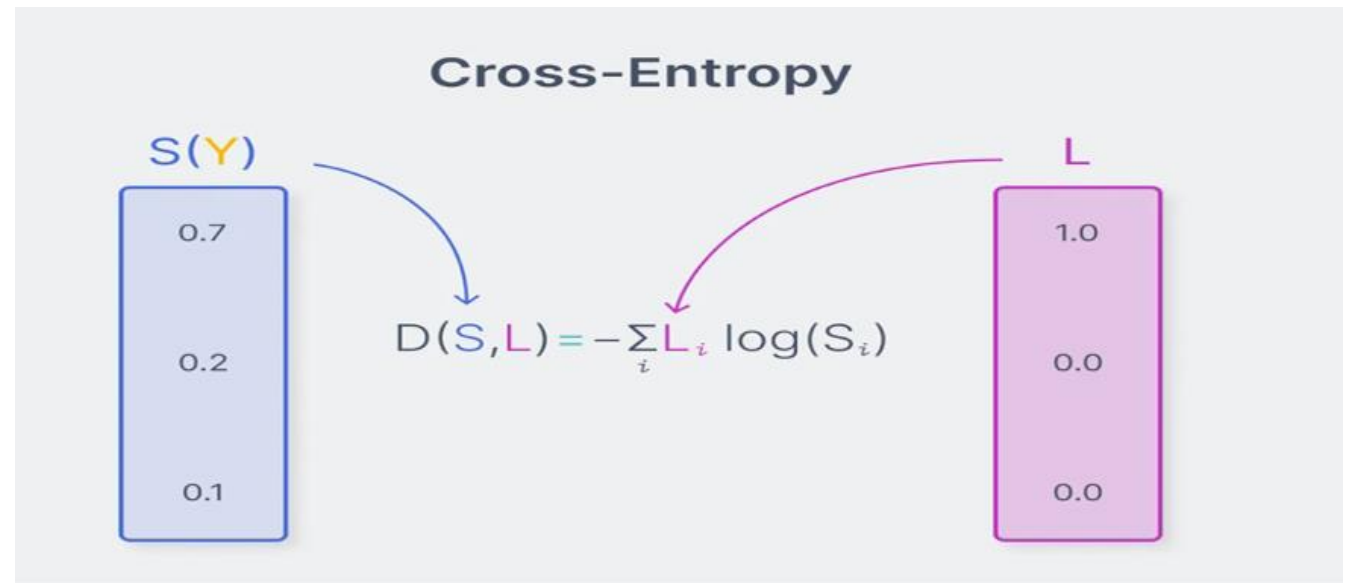 Cross-Entropy
S(Y) L
0.7 1.0
D(S,L)=-∑Lᵢ log(Sᵢ)
i
0.2 0.0
0.1 0.0